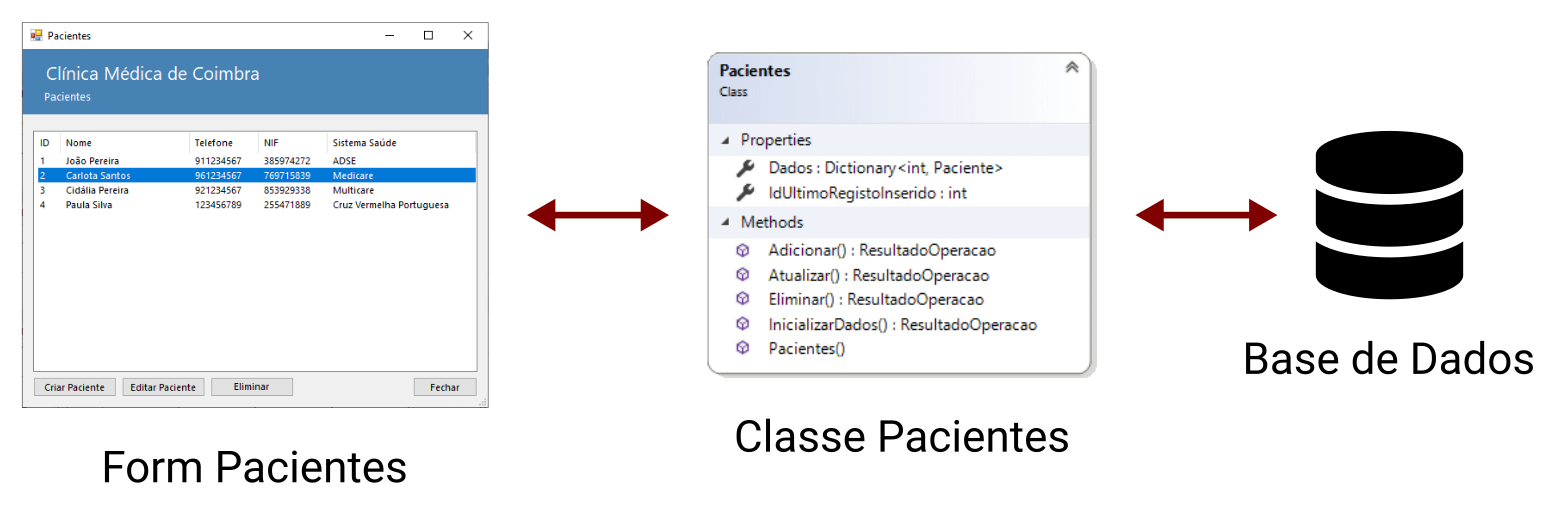 Pacientes
Clínica Médica de Coimbra
Pacientes
ID Nome Telefone NIF Sistema Saúde
1 João Pereira 911234567 385974272 ADSE
2 Carlota Santos 961234567 769715839 Medicare
3 Cidália Pereira 921234567 853929338 Multicare
4 Paula Silva 123456789 255471889 Cruz Vermelha Portuguesa
Criar Paciente Editar Paciente Eliminar Fechar
Form Pacientes
Pacientes
Class
Properties
Dados : Dictionary<int, Paciente>
IdUltimoRegistoInserido : int
Methods
Adicionar() : ResultadoOperacao
Atualizar() : ResultadoOperacao
Eliminar() : ResultadoOperacao
InicializarDados() : ResultadoOperacao
Pacientes()
Classe Pacientes
Base de Dados